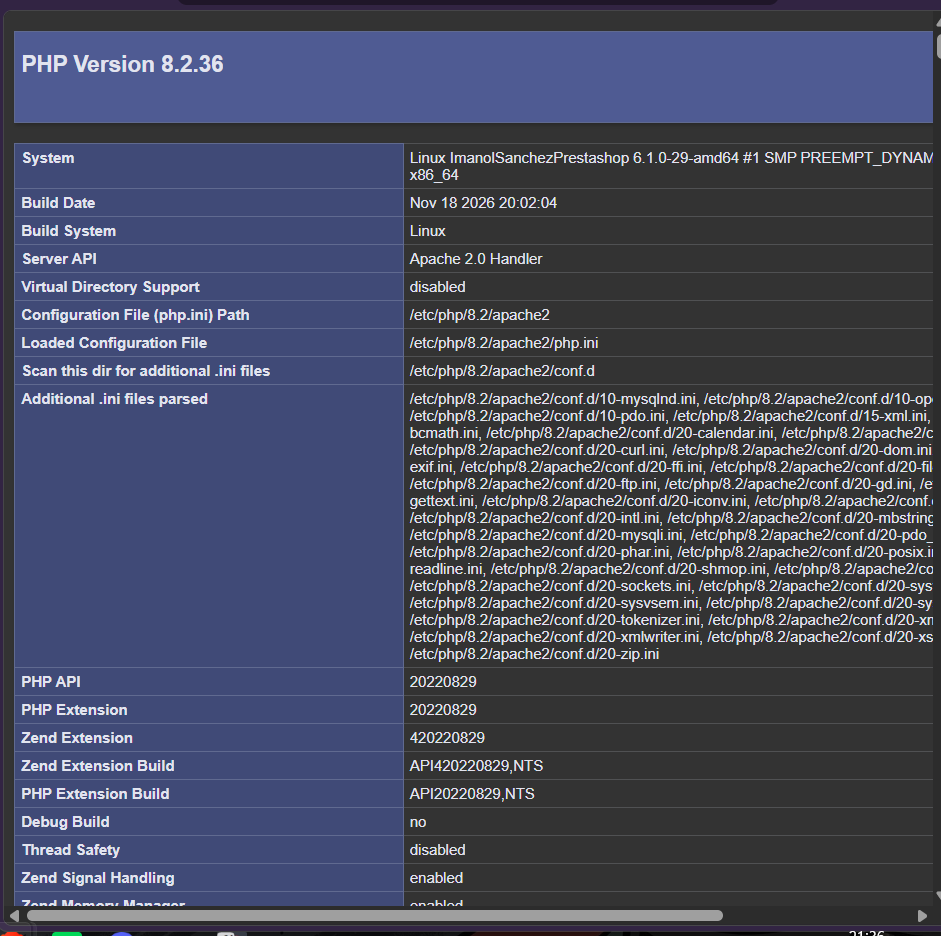 PHP Version 8.2.36
System
Linux ImanolSanchezPrestashop 6.1.0-29-amd64 #1 SMP PREEMPT_DYNAM
x86_64
Build Date
Nov 18 2026 20:02:04
Build System
Linux
Server API
Apache 2.0 Handler
Virtual Directory Support
disabled
Configuration File (php.ini) Path
/etc/php/8.2/apache2
Loaded Configuration File
/etc/php/8.2/apache2/php.ini
Scan this dir for additional .ini files
/etc/php/8.2/apache2/conf.d
Additional .ini files parsed
/etc/php/8.2/apache2/conf.d/10-mysqlnd.ini, /etc/php/8.2/apache2/conf.d/10-op
/etc/php/8.2/apache2/conf.d/10-pdo.ini, /etc/php/8.2/apache2/conf.d/15-xml.ini,
bcmath.ini, /etc/php/8.2/apache2/conf.d/20-calendar.ini, /etc/php/8.2/apache2/c
/etc/php/8.2/apache2/conf.d/20-curl.ini, /etc/php/8.2/apache2/conf.d/20-dom.ini
exif.ini, /etc/php/8.2/apache2/conf.d/20-ffi.ini, /etc/php/8.2/apache2/conf.d/20-fil
/etc/php/8.2/apache2/conf.d/20-ftp.ini, /etc/php/8.2/apache2/conf.d/20-gd.ini, /e
gettext.ini, /etc/php/8.2/apache2/conf.d/20-iconv.ini, /etc/php/8.2/apache2/conf.
/etc/php/8.2/apache2/conf.d/20-intl.ini, /etc/php/8.2/apache2/conf.d/20-mbstring
/etc/php/8.2/apache2/conf.d/20-mysqli.ini, /etc/php/8.2/apache2/conf.d/20-pdo_
/etc/php/8.2/apache2/conf.d/20-phar.ini, /etc/php/8.2/apache2/conf.d/20-posix.i
readline.ini, /etc/php/8.2/apache2/conf.d/20-shmop.ini, /etc/php/8.2/apache2/co
/etc/php/8.2/apache2/conf.d/20-sockets.ini, /etc/php/8.2/apache2/conf.d/20-sys
/etc/php/8.2/apache2/conf.d/20-sysvsem.ini, /etc/php/8.2/apache2/conf.d/20-sy
/etc/php/8.2/apache2/conf.d/20-tokenizer.ini, /etc/php/8.2/apache2/conf.d/20-xm
/etc/php/8.2/apache2/conf.d/20-xmlwriter.ini, /etc/php/8.2/apache2/conf.d/20-xs
/etc/php/8.2/apache2/conf.d/20-zip.ini
PHP API
20220829
PHP Extension
20220829
Zend Extension
420220829
Zend Extension Build
API420220829,NTS
PHP Extension Build
API20220829,NTS
Debug Build
no
Thread Safety
disabled
Zend Signal Handling
enabled
Zend Memory Manager
enabled
21:36